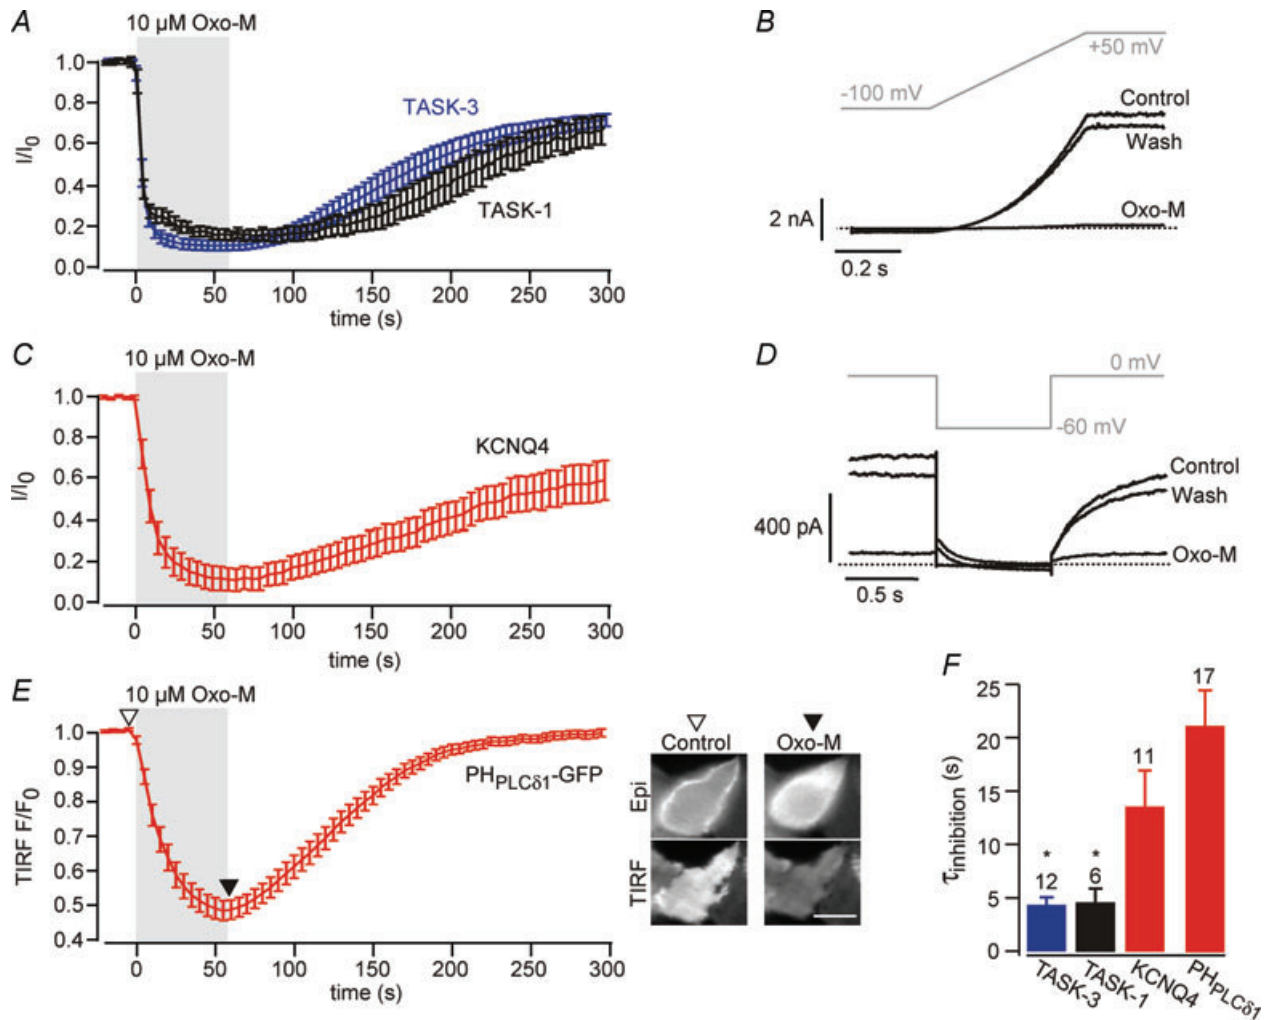 A
10 µM Oxo-M
1.0
0.8
0.6
0.4
0.2
0.0
I/I0
TASK-3
TASK-1
0 50 100 150 200 250 300
time (s)
B
-100 mV
+50 mV
Control
Wash
Oxo-M
2 nA
0.2 s
C
10 µM Oxo-M
1.0
0.8
0.6
0.4
0.2
0.0
I/I0
KCNQ4
0 50 100 150 200 250 300
time (s)
D
0 mV
-60 mV
Control
Wash
Oxo-M
400 pA
0.5 s
E
10 µM Oxo-M
1.0
0.9
0.8
0.7
0.6
0.5
0.4
TIRF F/F0
PHPLCδ1-GFP
0 50 100 150 200 250 300
time (s)
Control
Oxo-M
Epi
TIRF
F
25
20
15
10
5
0
τinhibition (s)
* * 11 17
12 6
TASK-3
TASK-1
KCNQ4
PHPLCδ1